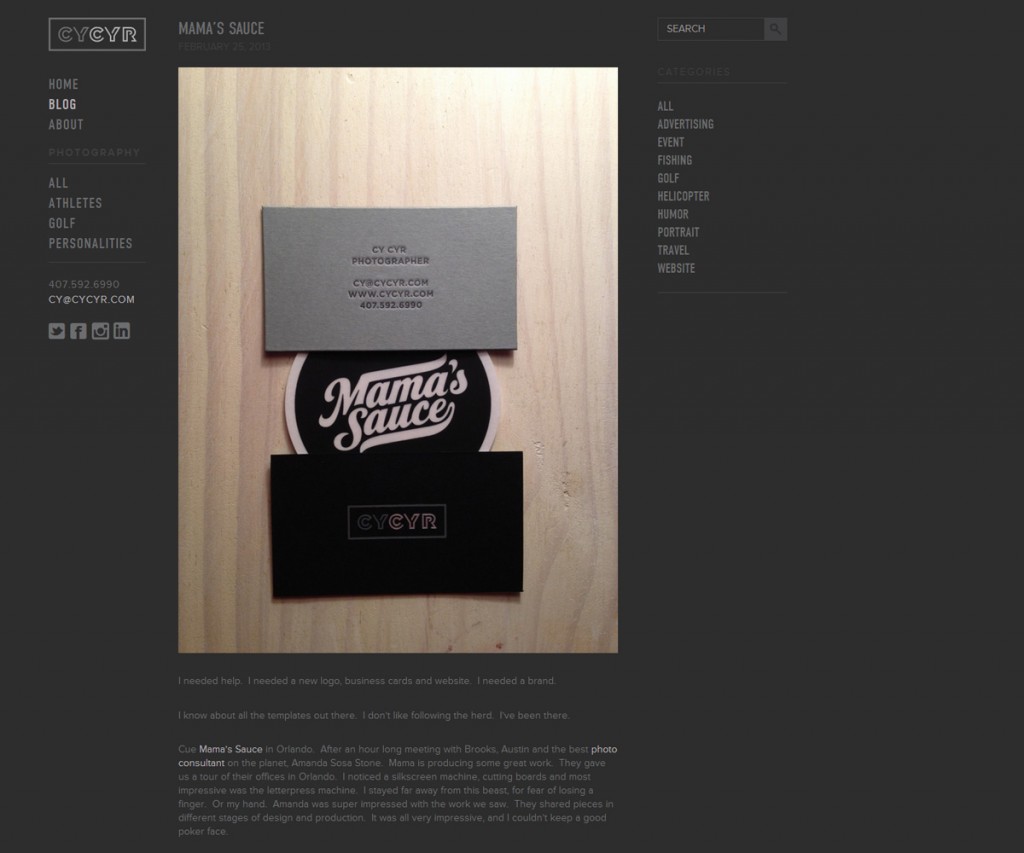 CYCYR
HOME
BLOG
ABOUT
PHOTOGRAPHY
ALL
ATHLETES
GOLF
PERSONALITIES
407.592.6990
CY@CYCYR.COM
MAMA'S SAUCE
FEBRUARY 25, 2013
CY CYR
PHOTOGRAPHER
CY@CYCYR.COM
WWW.CYCYR.COM
407.592.6990
Mama's
Sauce
CYCYR
I needed help. I needed a new logo, business cards and website. I needed a brand.
I know about all the templates out there. I don't like following the herd. I've been there.
Cue Mama's Sauce in Orlando. After an hour long meeting with Brooks, Austin and the best photo
consultant on the planet, Amanda Sosa Stone. Mama is producing some great work. They gave
us a tour of their offices in Orlando. I noticed a silkscreen machine, cutting boards and most
impressive was the letterpress machine. I stayed far away from this beast, for fear of losing a
finger. Or my hand. Amanda was super impressed with the work we saw. They shared pieces in
different stages of design and production. It was all very impressive, and I couldn't keep a good
poker face.
SEARCH
CATEGORIES
ALL
ADVERTISING
EVENT
FISHING
GOLF
HELICOPTER
HUMOR
PORTRAIT
TRAVEL
WEBSITE